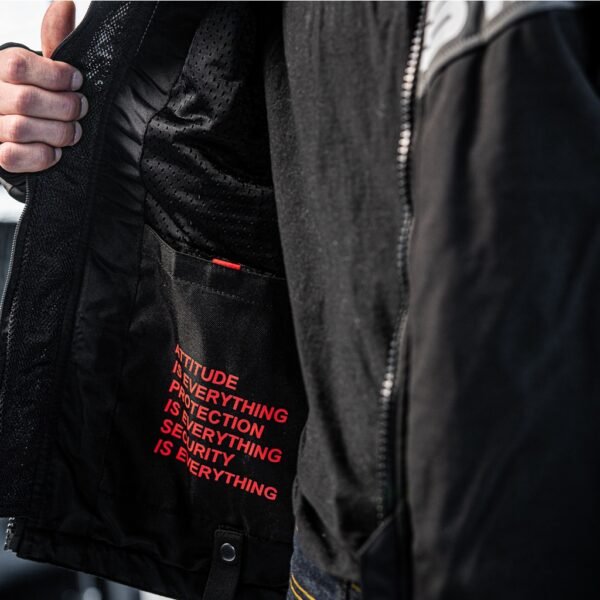 ATTITUDE
IS EVERYTHING
PROTECTION
IS EVERYTHING
SECURITY
IS EVERYTHING